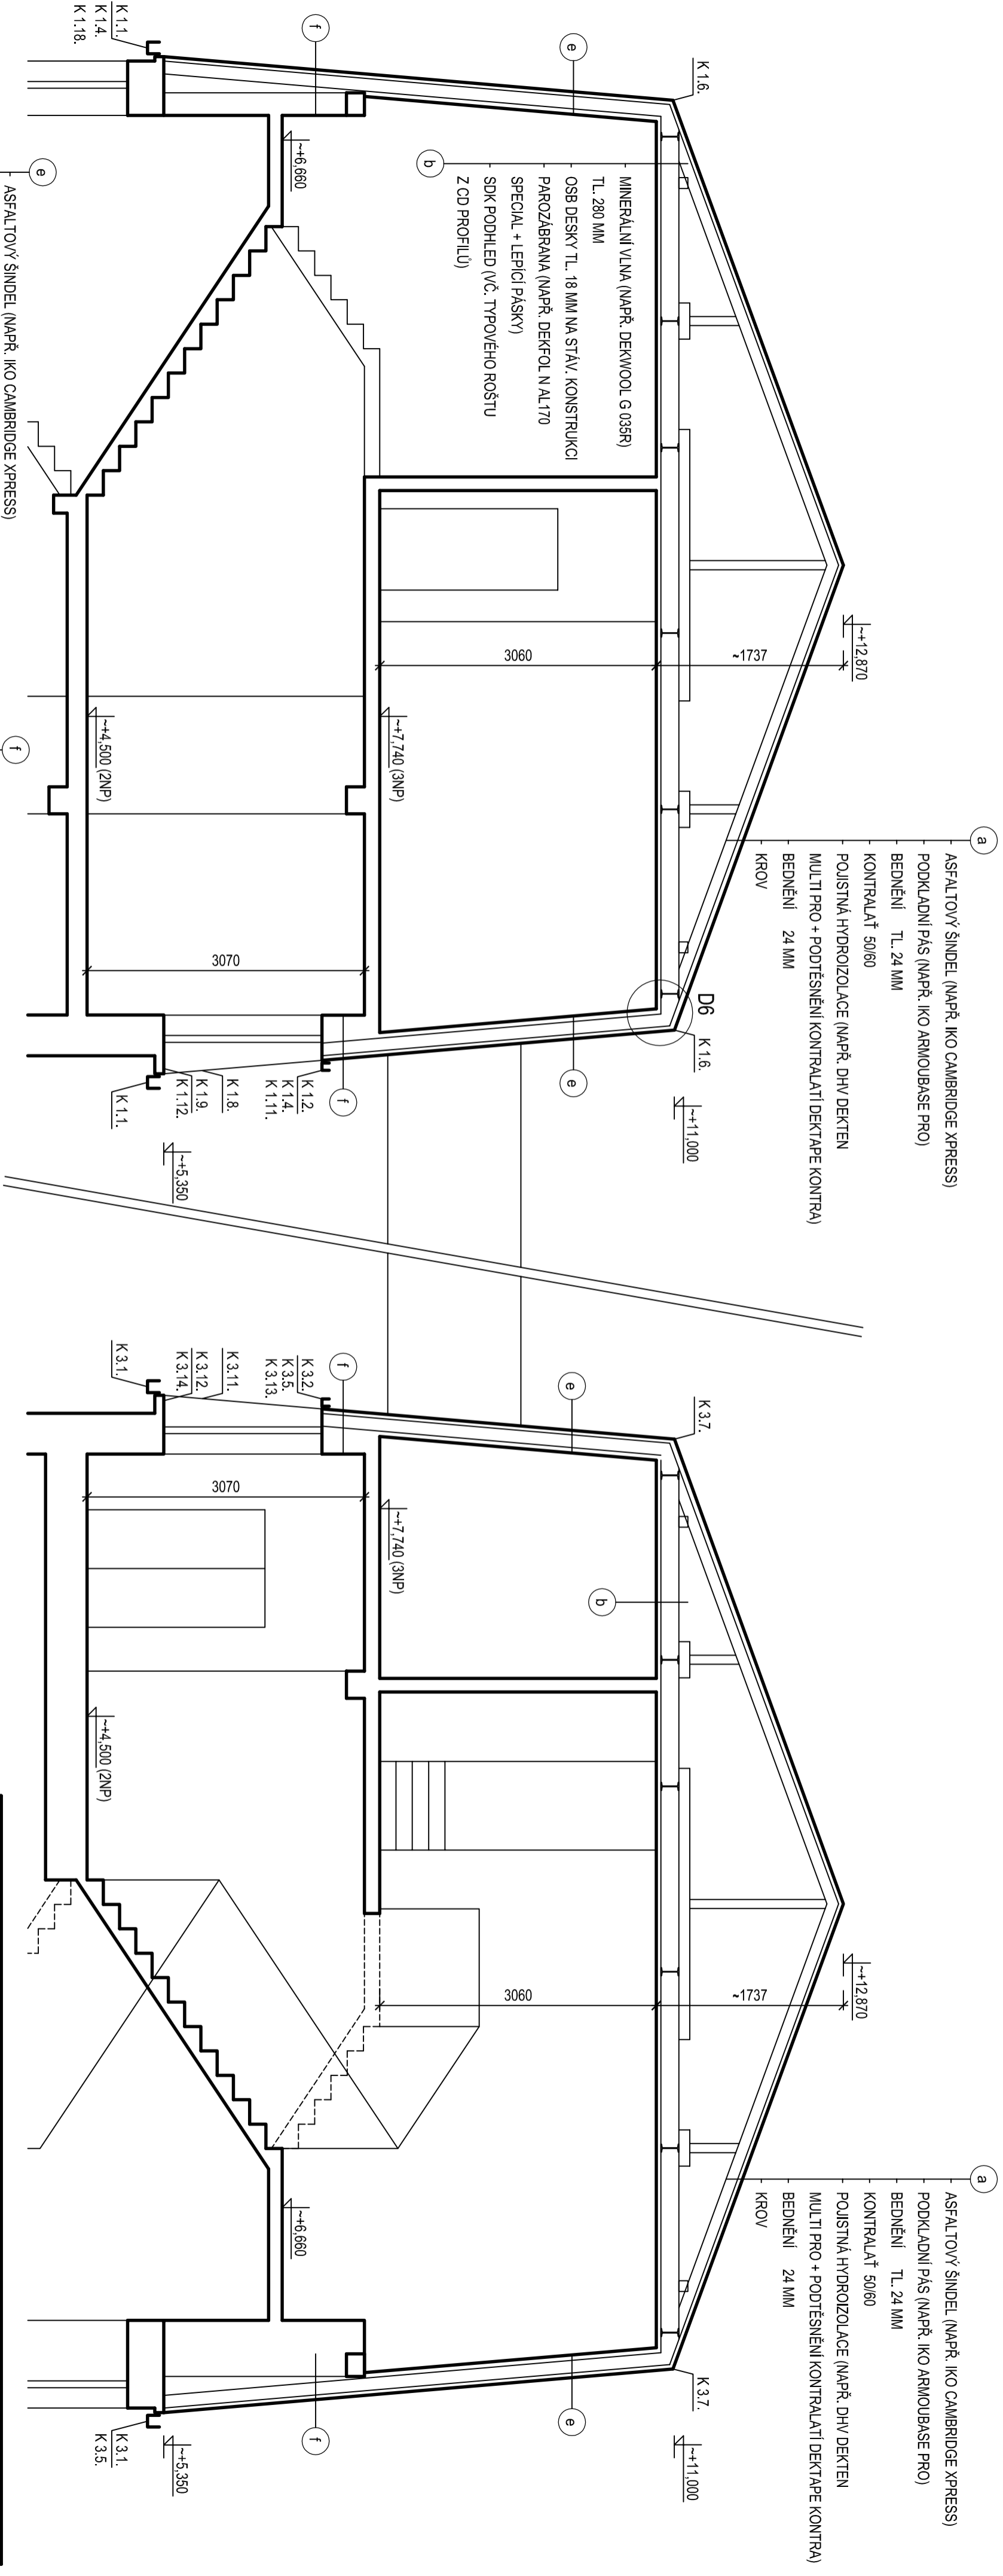 a
ASFALTOVÝ ŠINDEL (NAPŘ. IKO CAMBRIDGE XPRESS)
PODKLADNÍ PÁS (NAPŘ. IKO ARMOUBASE PRO)
BEDNĚNÍ TL. 24 MM
KONTRALAŤ 50/60
POJISTNÁ HYDROIZOLACE (NAPŘ. DHV DEKTEN
MULTI PRO + PODTĚSNĚNÍ KONTRALATÍ DEKTAPE KONTRA)
BEDNĚNÍ 24 MM
KROV
~+12,870
~1737
K 1.6.
D6
K 1.6.
~+11,000
e
e
MINERÁLNÍ VLNA (NAPŘ. DEKWOOL G 035R)
TL. 280 MM
OSB DESKY TL. 18 MM NA STÁV. KONSTRUKCI
PAROZÁBRANA (NAPŘ. DEKFOL N AL170
SPECIAL + LEPÍCÍ PÁSKY)
SDK PODHLED (VČ. TYPOVÉHO ROŠTU
Z CD PROFILŮ)
b
3060
~+7,740 (3NP)
f
f
~+6,660
K 1.2.
K 1.4.
K 1.11.
3070
K 1.8.
K 1.9.
K 1.12.
~+5,350
K 1.1.
K 1.4.
K 1.18.
K 1.1.
~+4,500 (2NP)
e
ASFALTOVÝ ŠINDEL (NAPŘ. IKO CAMBRIDGE XPRESS)
f
a
ASFALTOVÝ ŠINDEL (NAPŘ. IKO CAMBRIDGE XPRESS)
PODKLADNÍ PÁS (NAPŘ. IKO ARMOUBASE PRO)
BEDNĚNÍ TL. 24 MM
KONTRALAŤ 50/60
POJISTNÁ HYDROIZOLACE (NAPŘ. DHV DEKTEN
MULTI PRO + PODTĚSNĚNÍ KONTRALATÍ DEKTAPE KONTRA)
BEDNĚNÍ 24 MM
KROV
~+12,870
~1737
K 3.7.
K 3.7.
~+11,000
b
e
e
3060
~+7,740 (3NP)
f
f
~+6,660
K 3.2.
K 3.5.
K 3.13.
3070
K 3.11.
K 3.12.
K 3.14.
~+5,350
K 3.1.
K 3.1.
K 3.5.
~+4,500 (2NP)